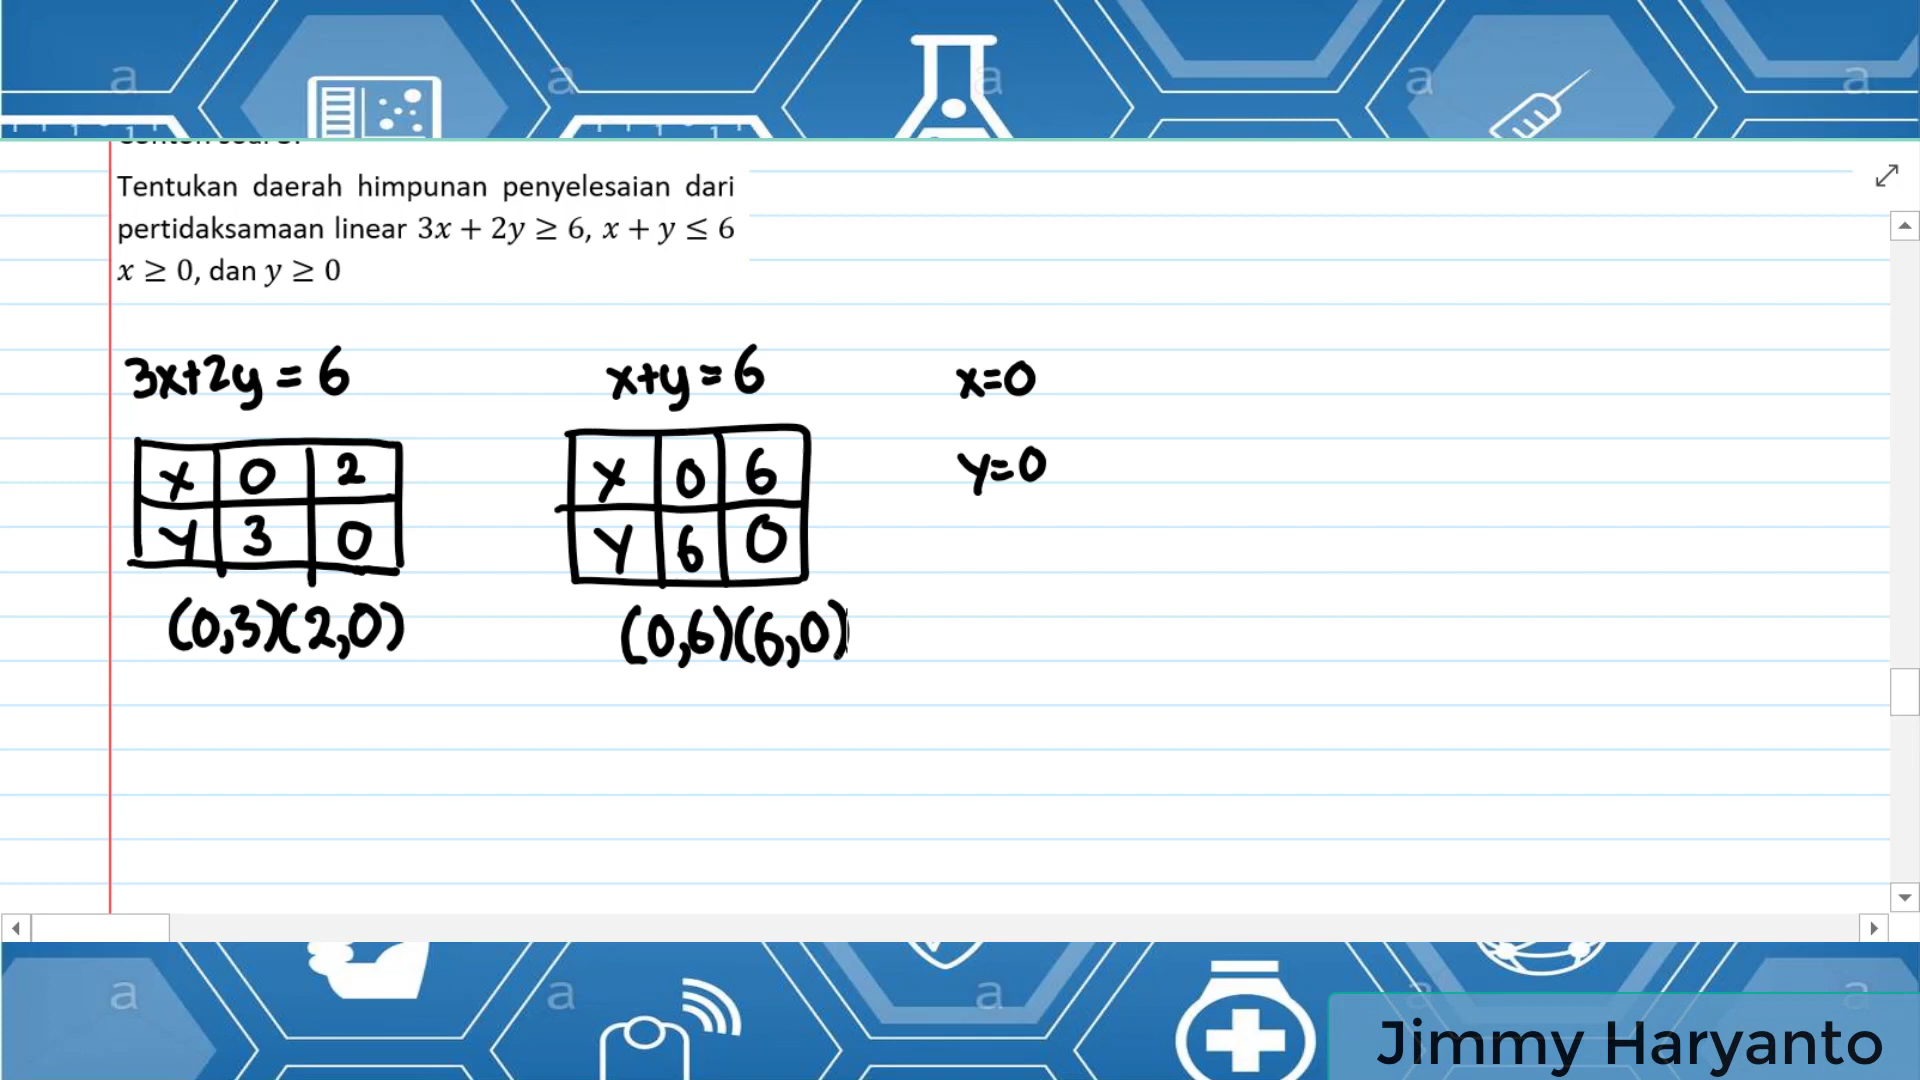 Tentukan daerah himpunan penyelesaian dari
pertidaksamaan linear 3x + 2y ≥ 6, x + y ≤ 6
x ≥ 0, dan y ≥ 0
3x+2y = 6
x+y = 6
x=0
y=0
x 0 2
y 3 0
x 0 6
y 6 0
(0,3)(2,0)
(0,6)(6,0)
Jimmy Haryanto